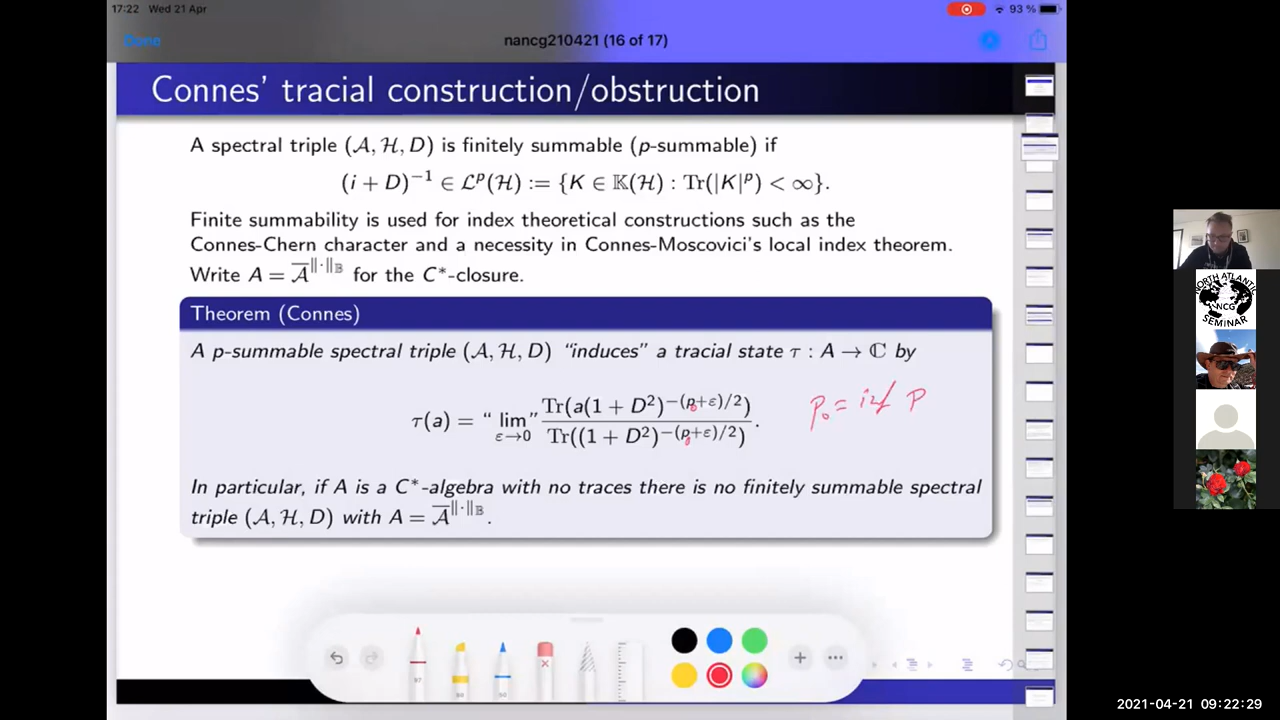 17:22 Wed 21 Apr
93 %
Done
nancg210421 (16 of 17)
Connes' tracial construction/obstruction
A spectral triple (𝒜, ℋ, D) is finitely summable (p-summable) if
(i + D)⁻¹ ∈ ℒᵖ(ℋ) := {K ∈ 𝕂(ℋ) : Tr(|K|ᵖ) < ∞}.
Finite summability is used for index theoretical constructions such as the
Connes-Chern character and a necessity in Connes-Moscovici's local index theorem.
Write A = \overline{𝒜}^{‖·‖_𝔹} for the C*-closure.
Theorem (Connes)
A p-summable spectral triple (𝒜, ℋ, D) "induces" a tracial state τ : A → ℂ by
τ(a) = " lim_{ε→0} " Tr(a(1 + D²)^{-(p₀+ε)/2}) / Tr((1 + D²)^{-(p₀+ε)/2}).
p₀ = inf p
In particular, if A is a C*-algebra with no traces there is no finitely summable spectral
triple (𝒜, ℋ, D) with A = \overline{𝒜}^{‖·‖_𝔹}.
NORTH ATLANTIC
NCG
SEMINAR
2021-04-21 09:22:29